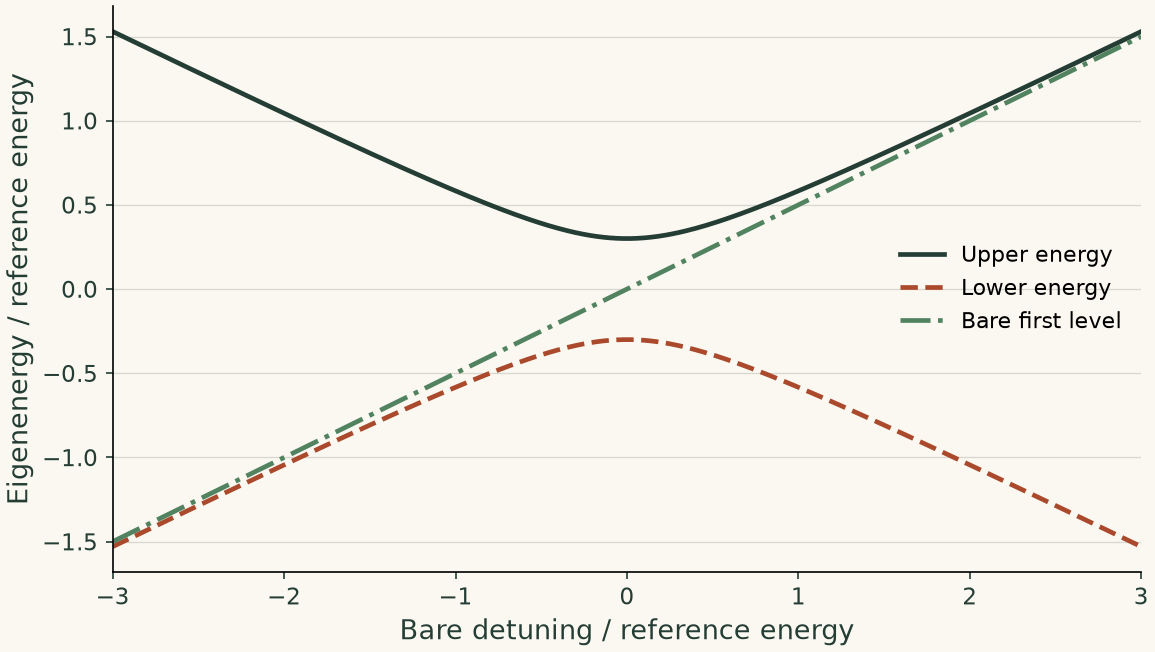 Eigenenergy / reference energy
1.5
1.0
0.5
0.0
−0.5
−1.0
−1.5
Upper energy
Lower energy
Bare first level
−3 −2 −1 0 1 2 3
Bare detuning / reference energy